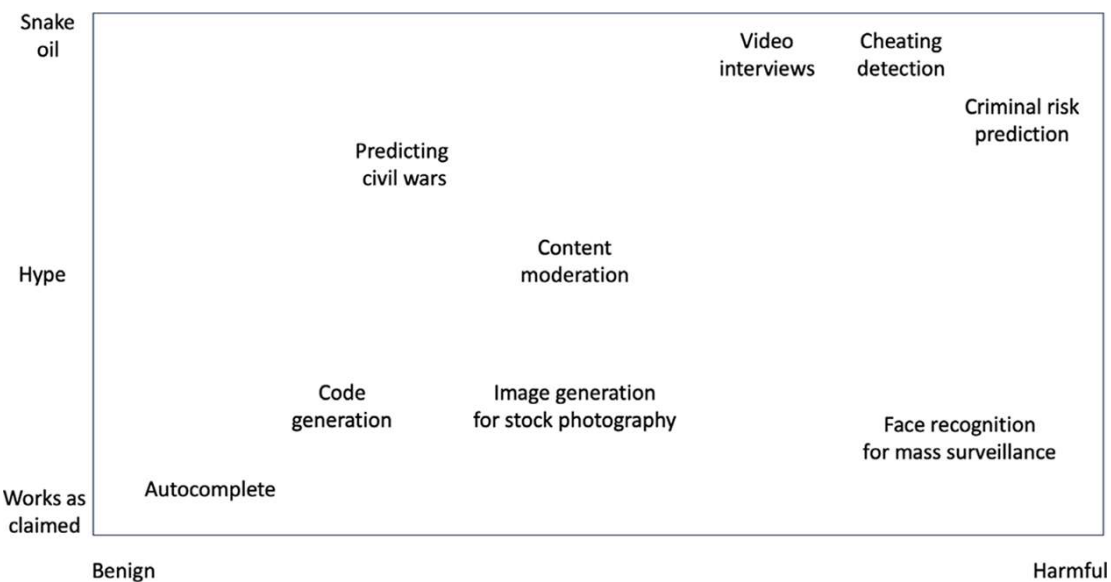 Snake
oil
Video
interviews
Cheating
detection
Criminal risk
prediction
Predicting
civil wars
Content
moderation
Hype
Code
generation
Image generation
for stock photography
Face recognition
for mass surveillance
Autocomplete
Works as
claimed
Benign
Harmful